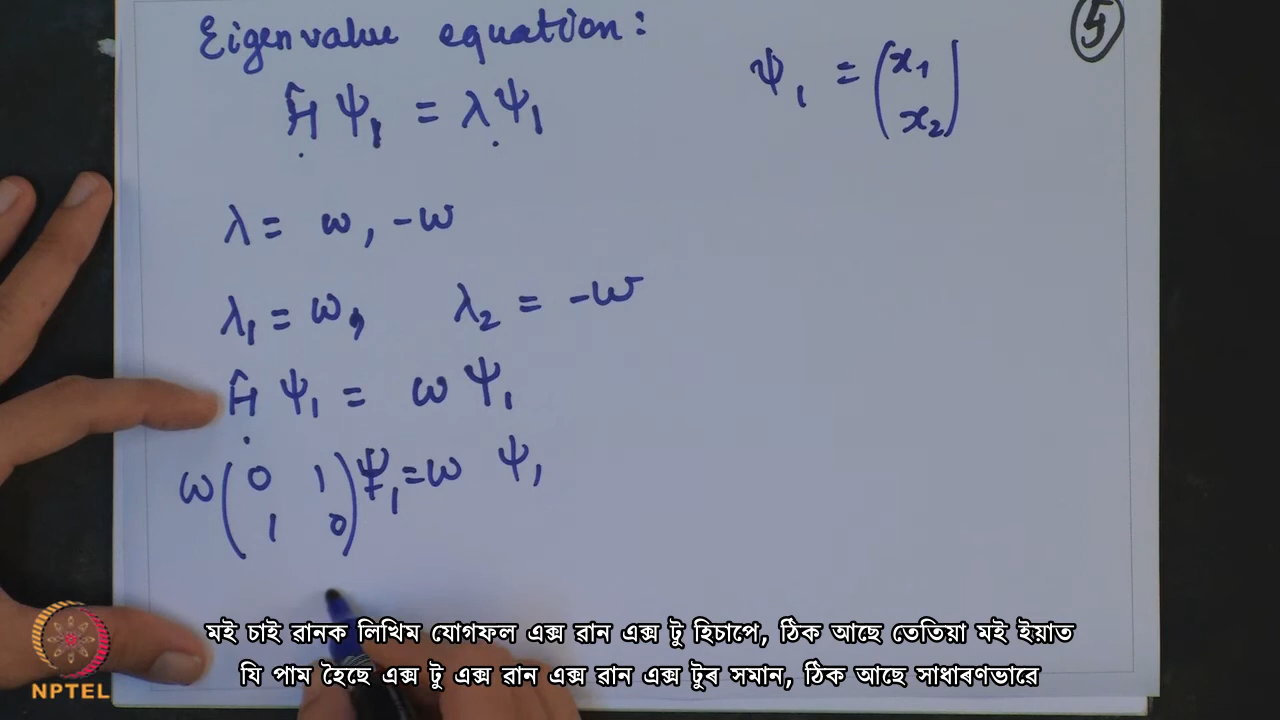 Eigenvalue equation:
5
Ĥ Ψ₁ = λ Ψ₁
Ψ₁ = (x₁ x₂)
λ = ω, -ω
λ₁ = ω, λ₂ = -ω
Ĥ Ψ₁ = ω Ψ₁
ω (0 1
1 0) Ψ₁ = ω Ψ₁
মই চাই ৱানক লিখিম যোগফল এক্স ৱান এক্স টু হিচাপে, ঠিক আছে তেতিয়া মই ইয়াত
যি পাম হৈছে এক্স টু এক্স ৱান এক্স ৱান এক্স টুৰ সমান, ঠিক আছে সাধাৰণভাৱে
NPTEL